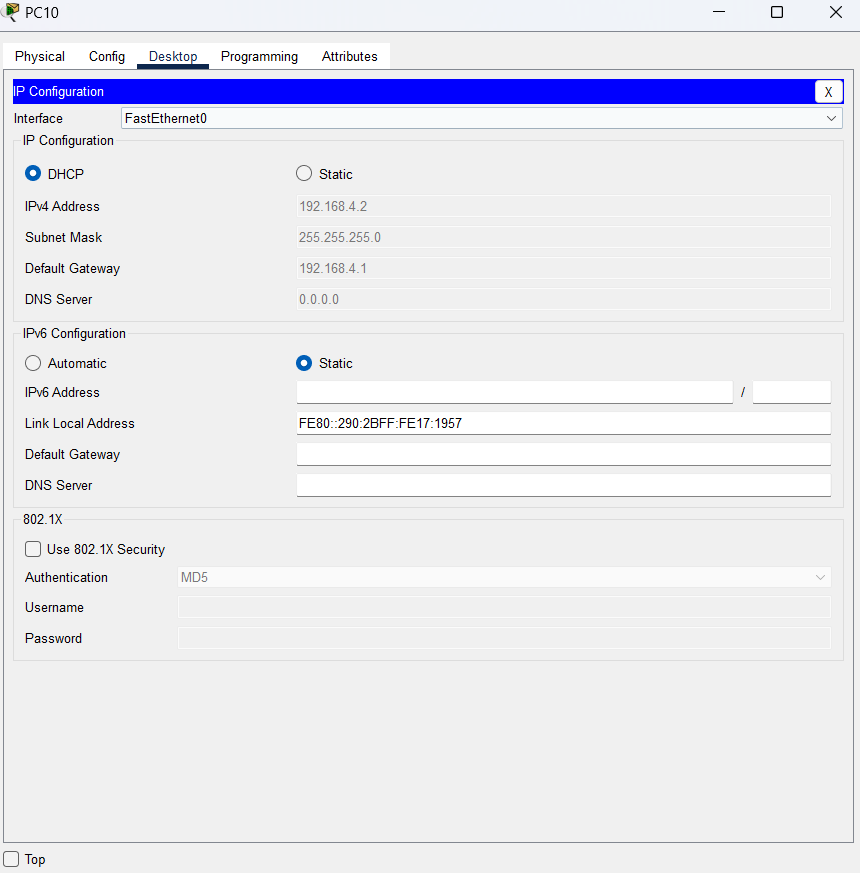 PC10
Physical Config Desktop Programming Attributes
IP Configuration X
Interface FastEthernet0
IP Configuration
DHCP Static
IPv4 Address 192.168.4.2
Subnet Mask 255.255.255.0
Default Gateway 192.168.4.1
DNS Server 0.0.0.0
IPv6 Configuration
Automatic Static
IPv6 Address /
Link Local Address FE80::290:2BFF:FE17:1957
Default Gateway
DNS Server
802.1X
Use 802.1X Security
Authentication MD5
Username
Password
Top